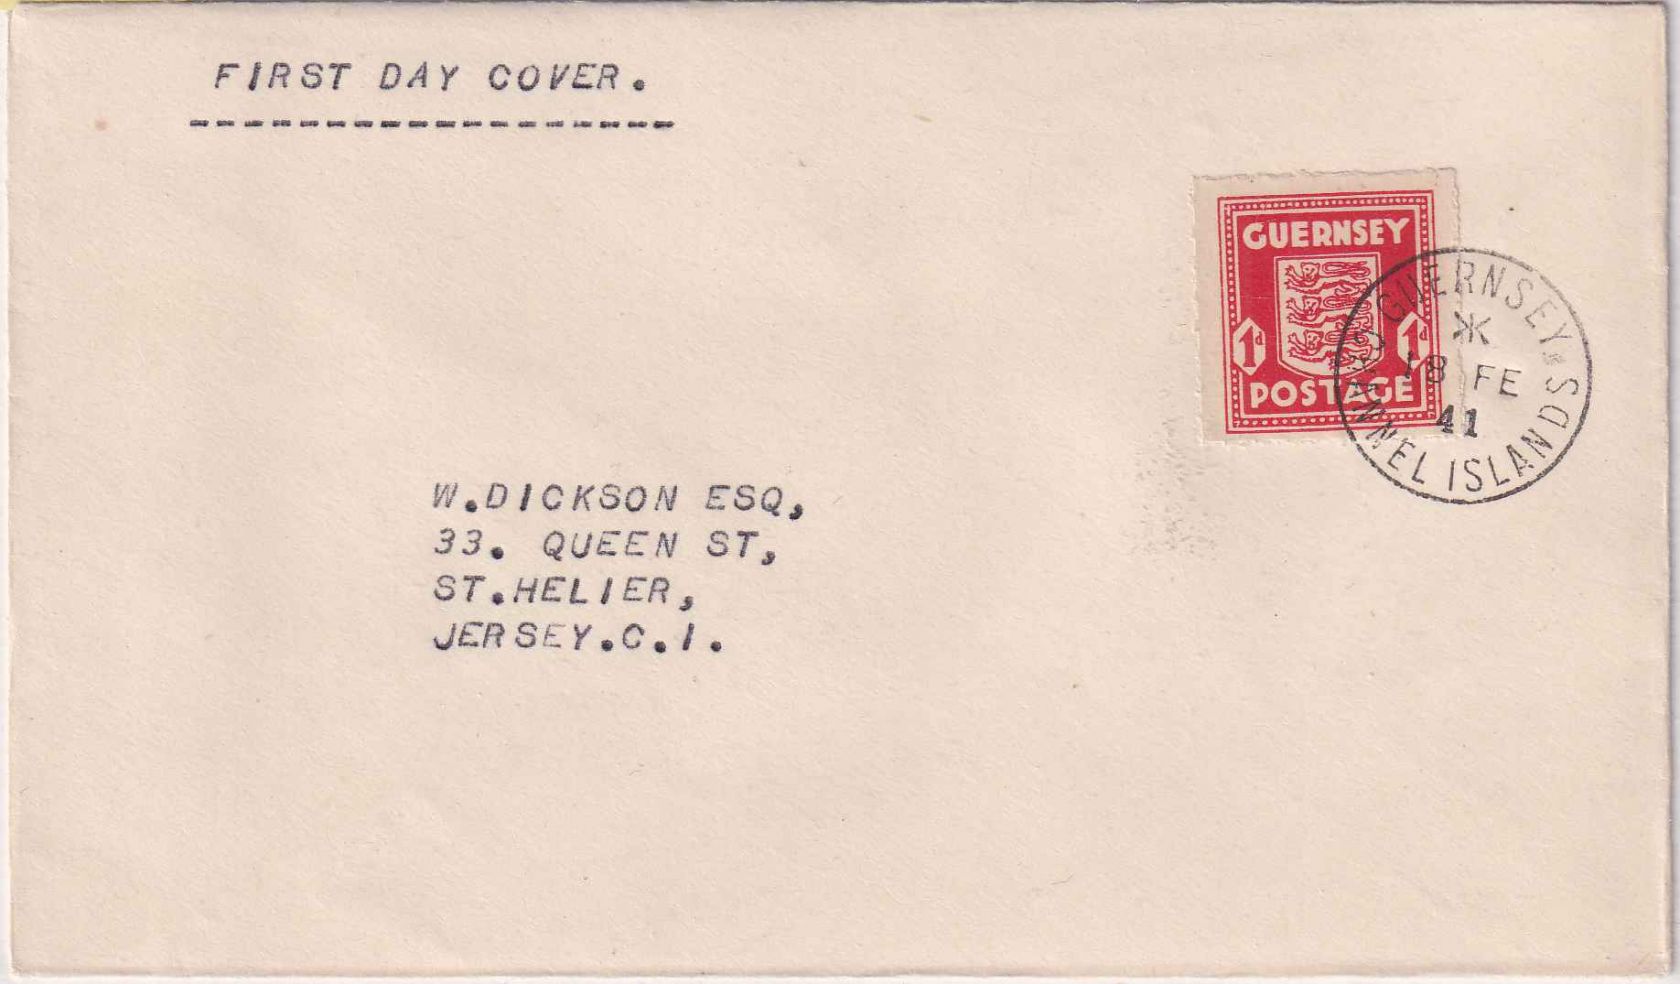 FIRST DAY COVER.
------------------
GUERNSEY
1d 1d
POSTAGE
GUERNSEY
CHANNEL ISLANDS
18 FE
41
W.DICKSON ESQ,
33. QUEEN ST,
ST.HELIER,
JERSEY.C.I.